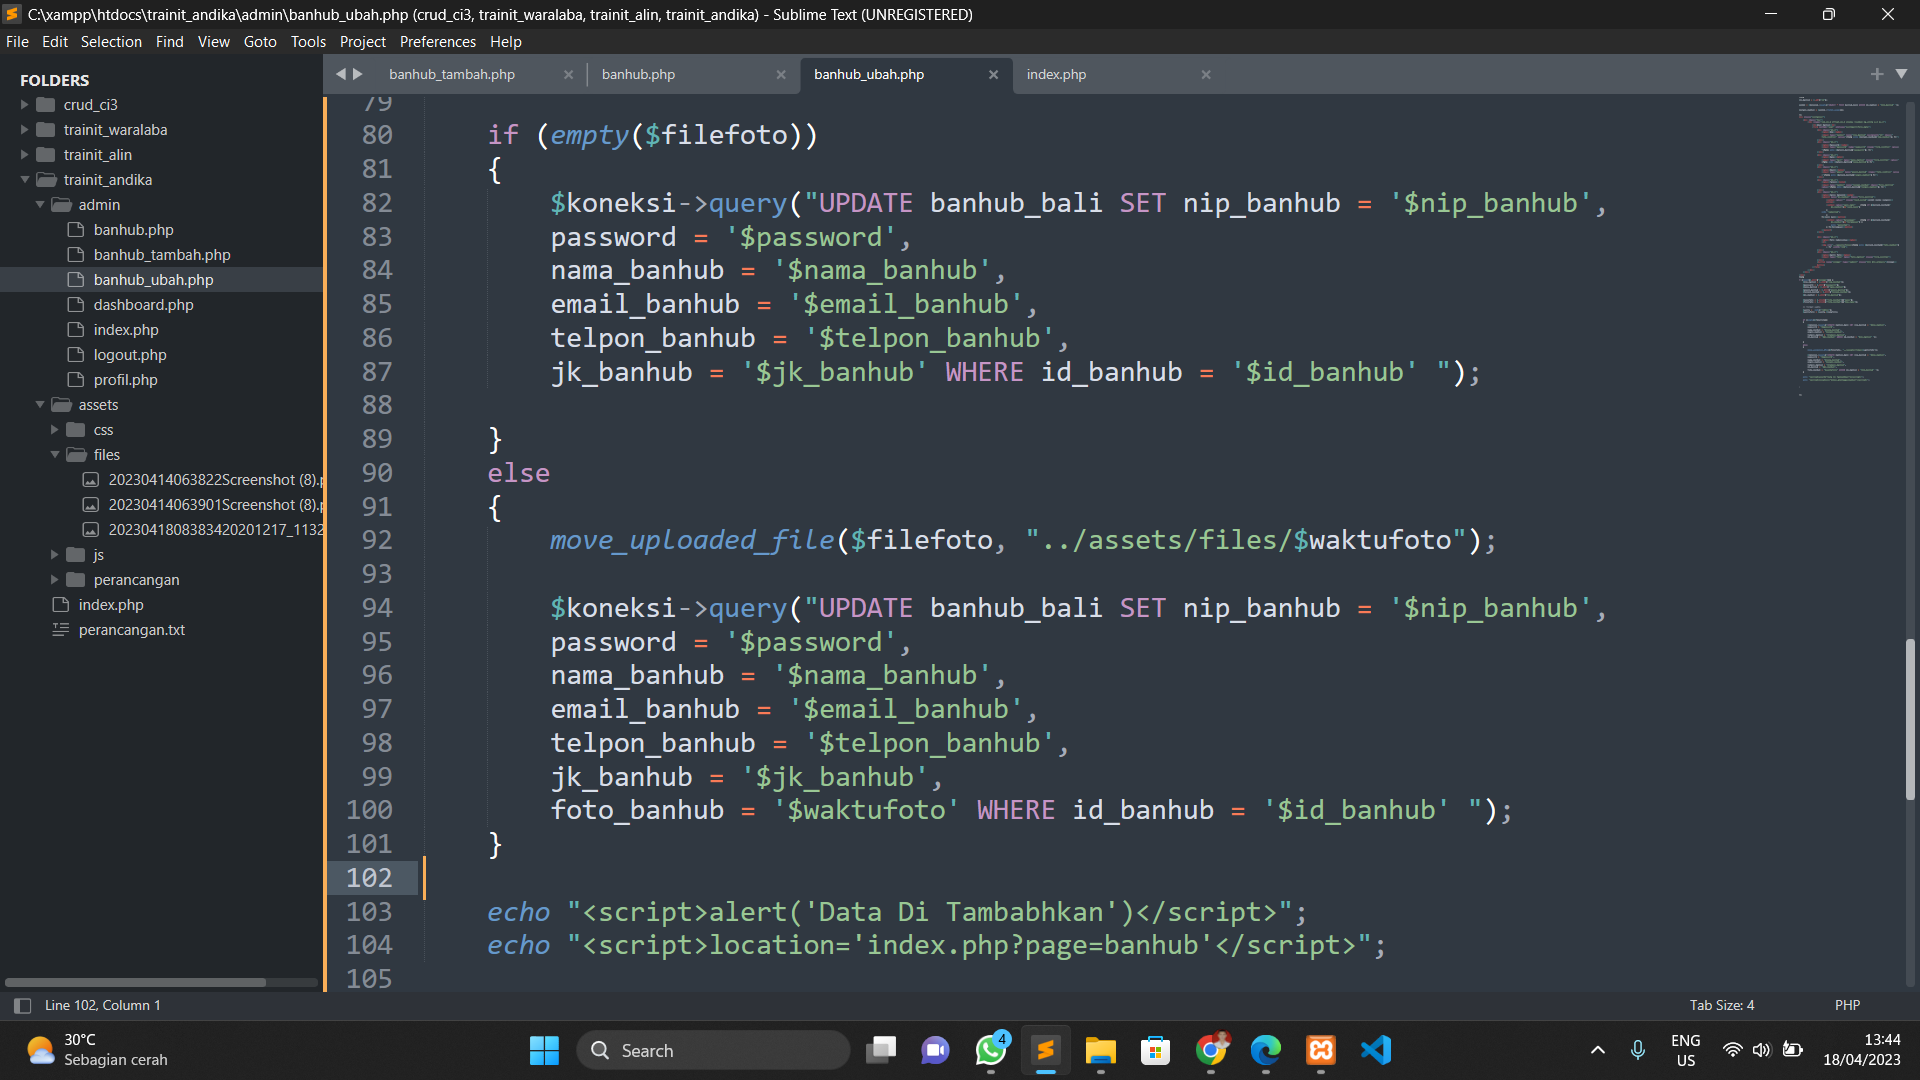 C:\xampp\htdocs\trainit_andika\admin\banhub_ubah.php (crud_ci3, trainit_waralaba, trainit_alin, trainit_andika) - Sublime Text (UNREGISTERED)
File Edit Selection Find View Goto Tools Project Preferences Help
FOLDERS
crud_ci3
trainit_waralaba
trainit_alin
trainit_andika
admin
banhub.php
banhub_tambah.php
banhub_ubah.php
dashboard.php
index.php
logout.php
profil.php
assets
css
files
20230414063822Screenshot (8).p
20230414063901Screenshot (8).p
2023041808383420201217_1132
js
perancangan
index.php
perancangan.txt
banhub_tambah.php banhub.php banhub_ubah.php index.php
79
80 if (empty($filefoto))
81 {
82 $koneksi->query("UPDATE banhub_bali SET nip_banhub = '$nip_banhub',
83 password = '$password',
84 nama_banhub = '$nama_banhub',
85 email_banhub = '$email_banhub',
86 telpon_banhub = '$telpon_banhub',
87 jk_banhub = '$jk_banhub' WHERE id_banhub = '$id_banhub' ");
88
89 }
90 else
91 {
92 move_uploaded_file($filefoto, "../assets/files/$waktufoto");
93
94 $koneksi->query("UPDATE banhub_bali SET nip_banhub = '$nip_banhub',
95 password = '$password',
96 nama_banhub = '$nama_banhub',
97 email_banhub = '$email_banhub',
98 telpon_banhub = '$telpon_banhub',
99 jk_banhub = '$jk_banhub',
100 foto_banhub = '$waktufoto' WHERE id_banhub = '$id_banhub' ");
101 }
102
103 echo "<script>alert('Data Di Tambabhkan')</script>";
104 echo "<script>location='index.php?page=banhub'</script>";
105
Line 102, Column 1 Tab Size: 4 PHP
30°C
Sebagian cerah
Search
4
ENG
US
13:44
18/04/2023